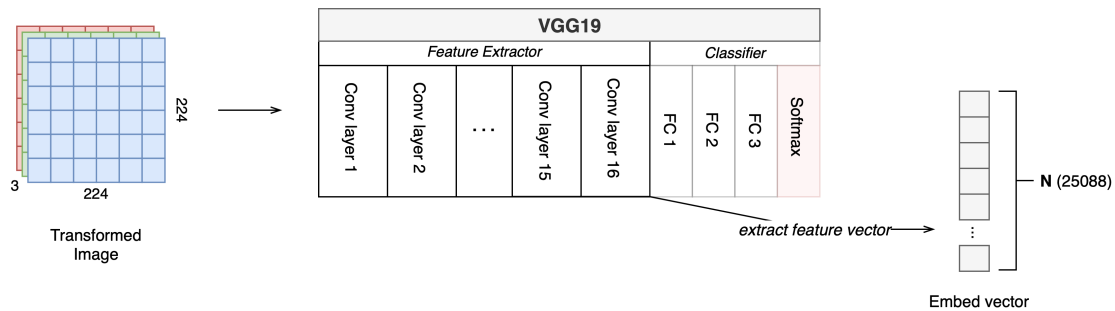 VGG19
Feature Extractor
Classifier
Conv layer 1
Conv layer 2
...
Conv layer 15
Conv layer 16
FC 1
FC 2
FC 3
Softmax
224
3
224
Transformed
Image
extract feature vector
...
N (25088)
Embed vector